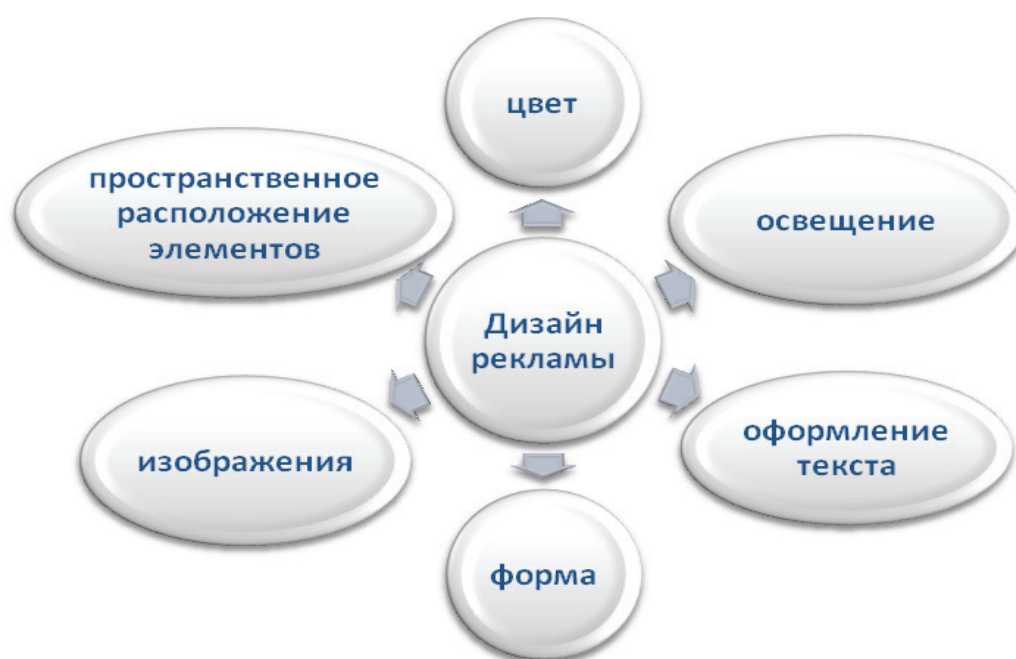 цвет
пространственное
расположение
элементов
освещение
Дизайн
рекламы
изображения
оформление
текста
форма